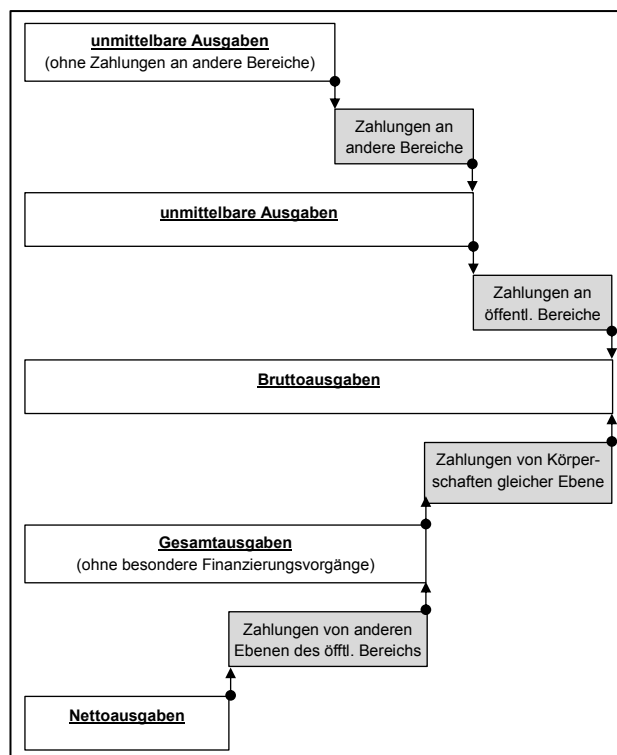 unmittelbare Ausgaben
(ohne Zahlungen an andere Bereiche)
Zahlungen an
andere Bereiche
unmittelbare Ausgaben
Zahlungen an
öffentl. Bereiche
Bruttoausgaben
Zahlungen von Körper-
schaften gleicher Ebene
Gesamtausgaben
(ohne besondere Finanzierungsvorgänge)
Zahlungen von anderen
Ebenen des öfftl. Bereichs
Nettoausgaben